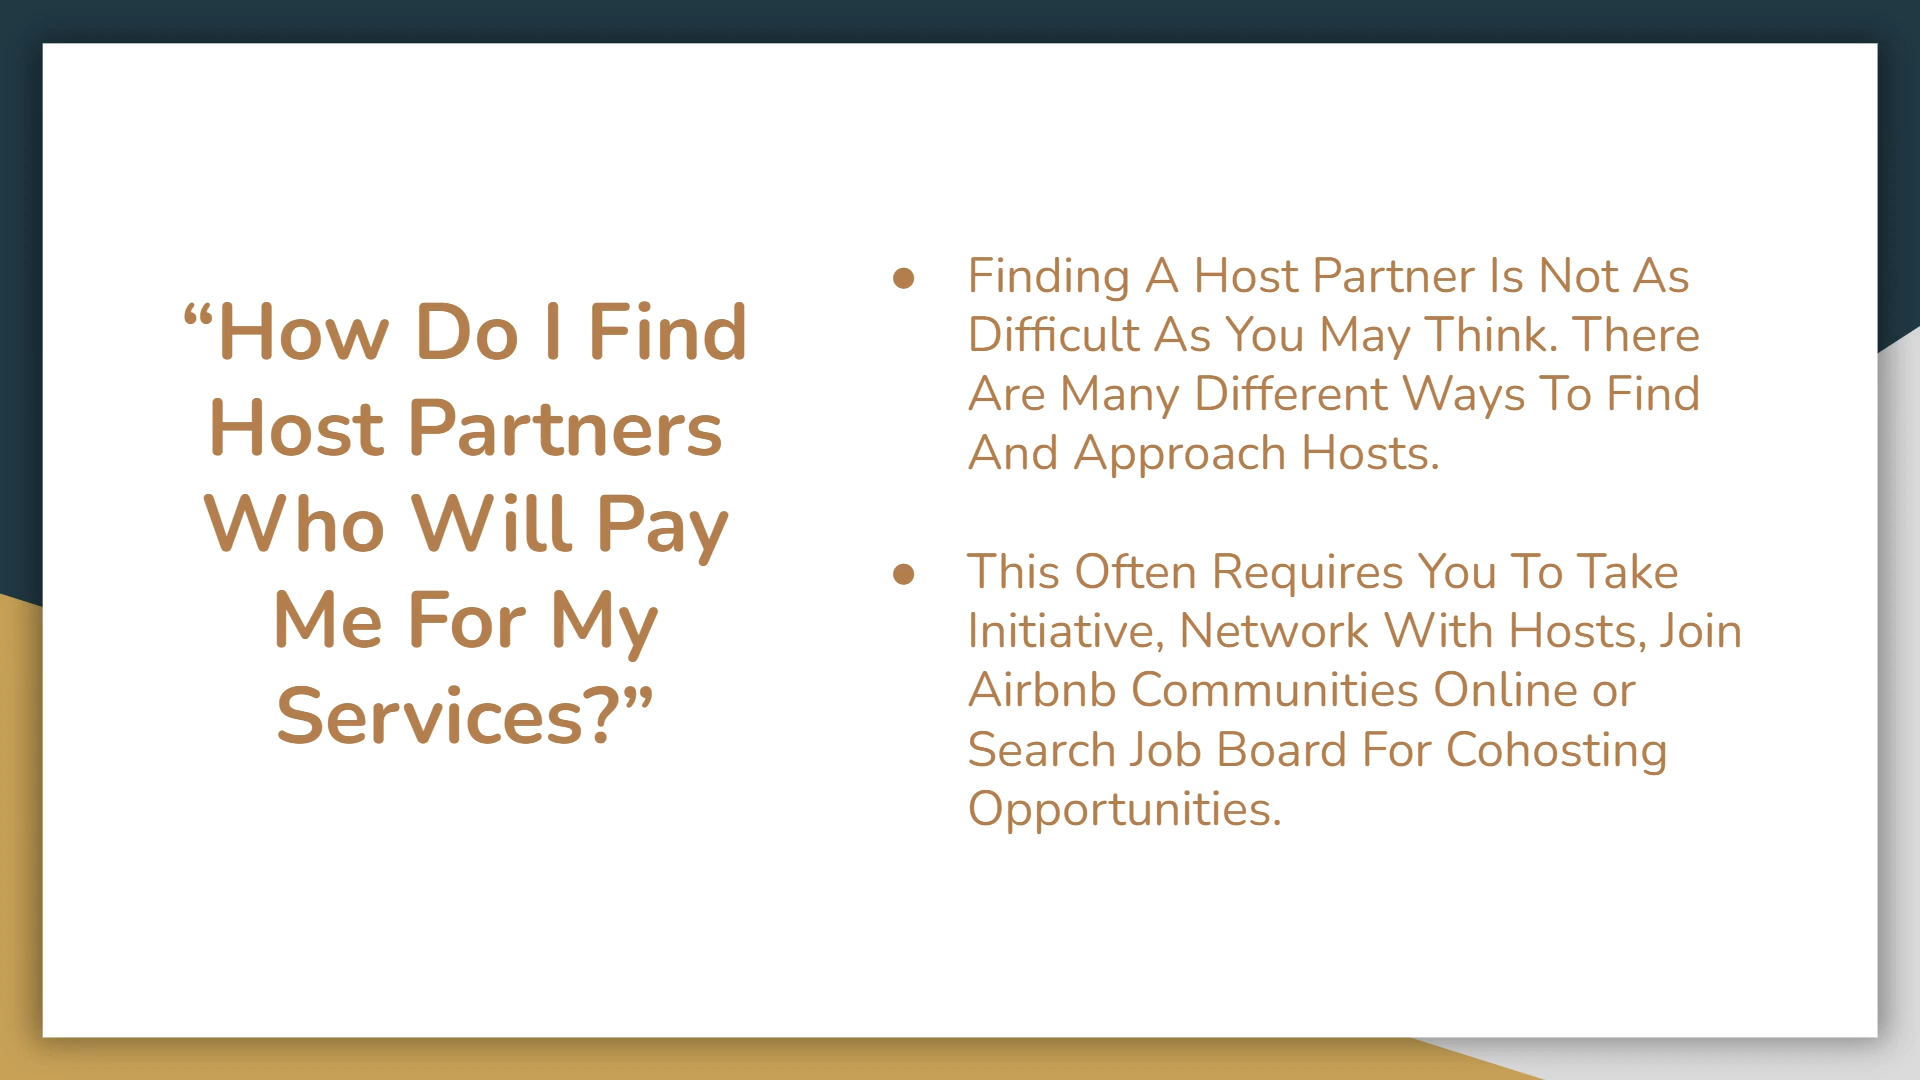 “How Do I Find
Host Partners
Who Will Pay
Me For My
Services?”
● Finding A Host Partner Is Not As
Difficult As You May Think. There
Are Many Different Ways To Find
And Approach Hosts.
● This Often Requires You To Take
Initiative, Network With Hosts, Join
Airbnb Communities Online or
Search Job Board For Cohosting
Opportunities.